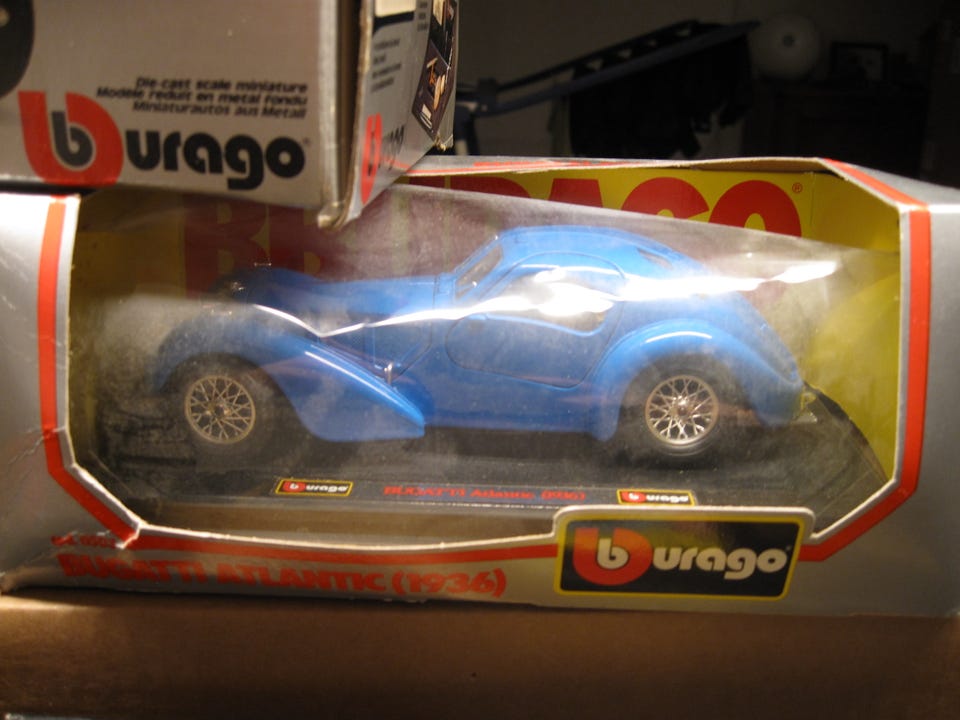 Die-cast scale miniature
Modèle réduit en métal fondu
Miniaturautos aus Metall
burago
BBURAGO®
burago
BUGATTI Atlantic (1936)
burago
BUGATTI ATLANTIC (1936)
burago